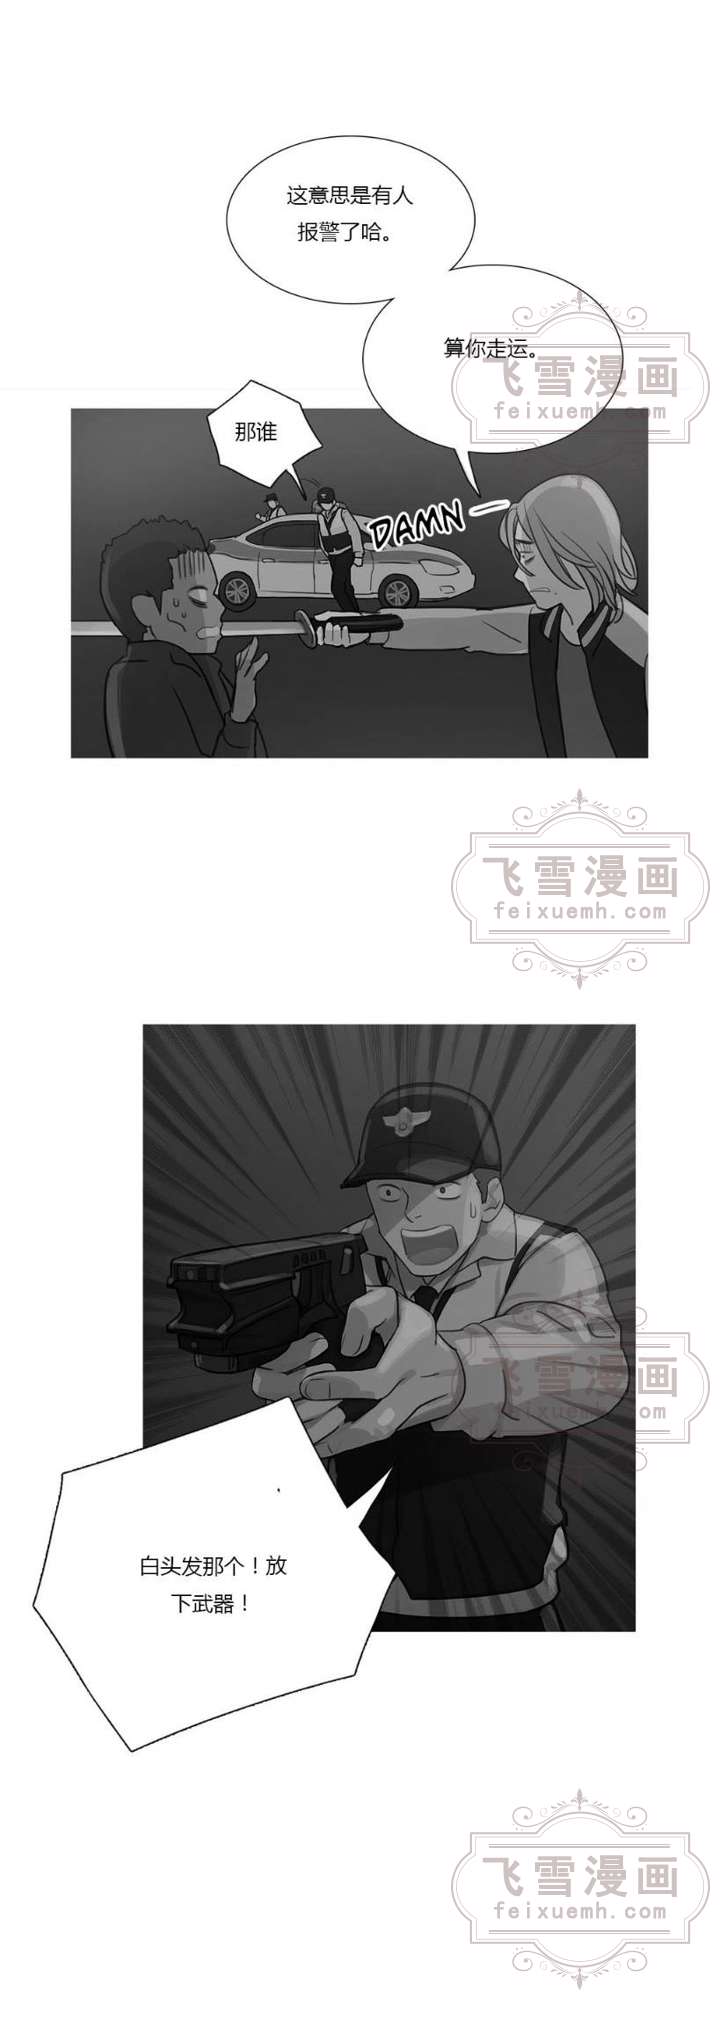 这意思是有人
报警了哈。
算你走运。
飞雪漫画
feixuemh.com
那谁
DAMN
飞雪漫画
feixuemh.com
飞雪漫画
feixuemh.com
白头发那个！放
下武器！
飞雪漫画
feixuemh.com